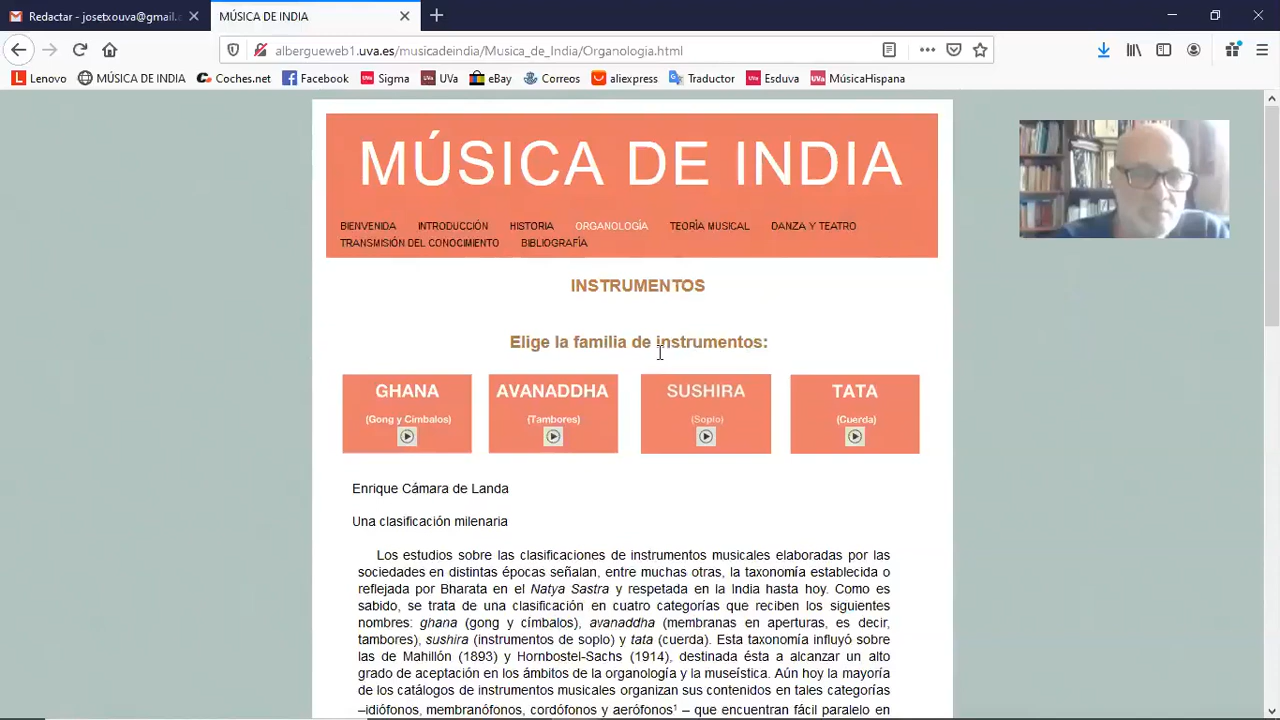 Redactar - josetxouva@gmail.c
MÚSICA DE INDIA
albergueweb1.uva.es/musicadeindia/Musica_de_India/Organologia.html
Lenovo MÚSICA DE INDIA Coches.net Facebook Sigma UVa eBay Correos aliexpress Traductor Esduva MúsicaHispana
MÚSICA DE INDIA
BIENVENIDA INTRODUCCIÓN HISTORIA ORGANOLOGÍA TEORÍA MUSICAL DANZA Y TEATRO
TRANSMISIÓN DEL CONOCIMIENTO BIBLIOGRAFÍA
INSTRUMENTOS
Elige la familia de instrumentos:
GHANA AVANADDHA SUSHIRA TATA
(Gong y Címbalos) (Tambores) (Soplo) (Cuerda)
Enrique Cámara de Landa
Una clasificación milenaria
Los estudios sobre las clasificaciones de instrumentos musicales elaboradas por las
sociedades en distintas épocas señalan, entre muchas otras, la taxonomía establecida o
reflejada por Bharata en el Natya Sastra y respetada en la India hasta hoy. Como es
sabido, se trata de una clasificación en cuatro categorías que reciben los siguientes
nombres: ghana (gong y címbalos), avanaddha (membranas en aperturas, es decir,
tambores), sushira (instrumentos de soplo) y tata (cuerda). Esta taxonomía influyó sobre
las de Mahillón (1893) y Hornbostel-Sachs (1914), destinada ésta a alcanzar un alto
grado de aceptación en los ámbitos de la organología y la museística. Aún hoy la mayoría
de los catálogos de instrumentos musicales organizan sus contenidos en tales categorías
–idiófonos, membranófonos, cordófonos y aerófonos¹ – que encuentran fácil paralelo en